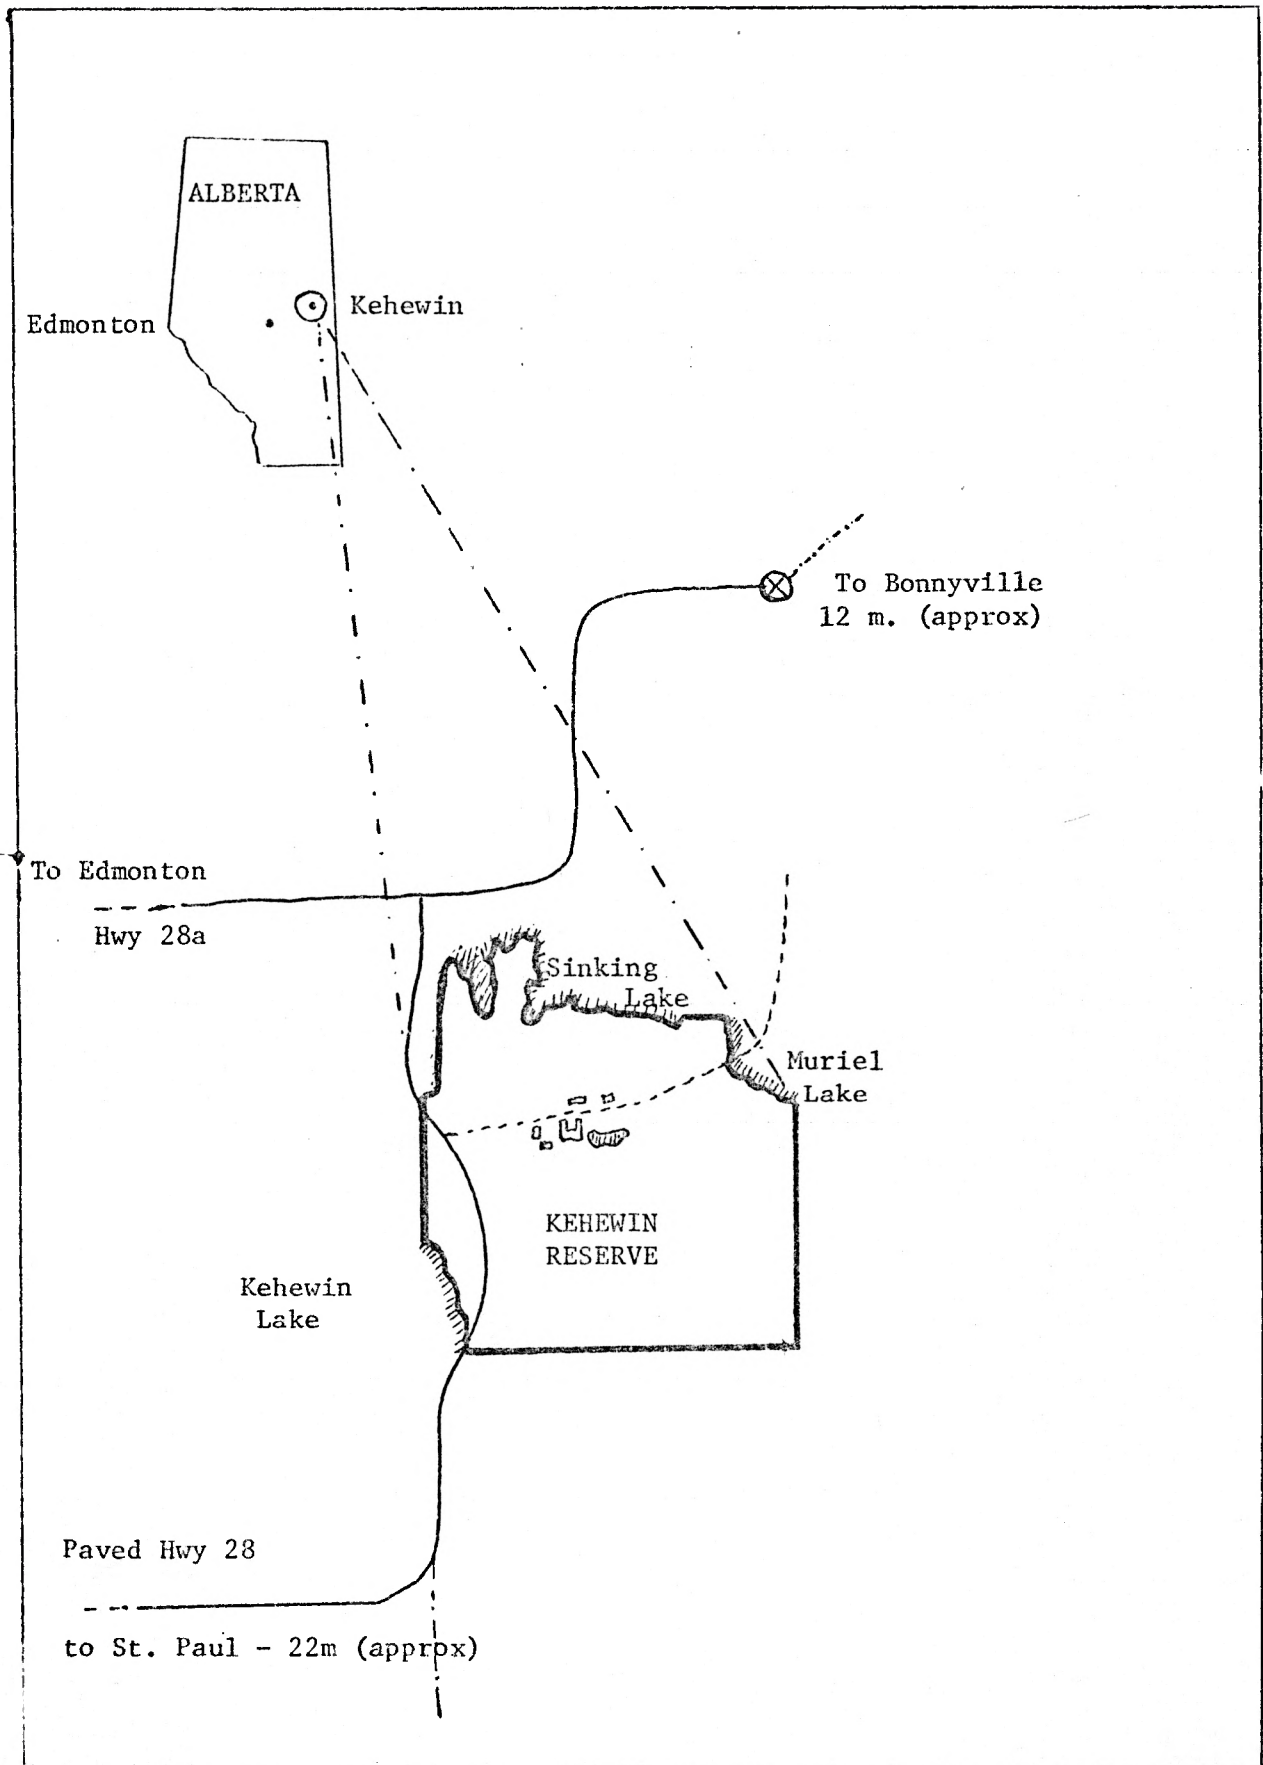 ALBERTA
Kehewin
Edmonton
To Bonnyville
12 m. (approx)
To Edmonton
Hwy 28a
Sinking
Lake
Muriel
Lake
KEHEWIN
RESERVE
Kehewin
Lake
Paved Hwy 28
to St. Paul - 22m (approx)